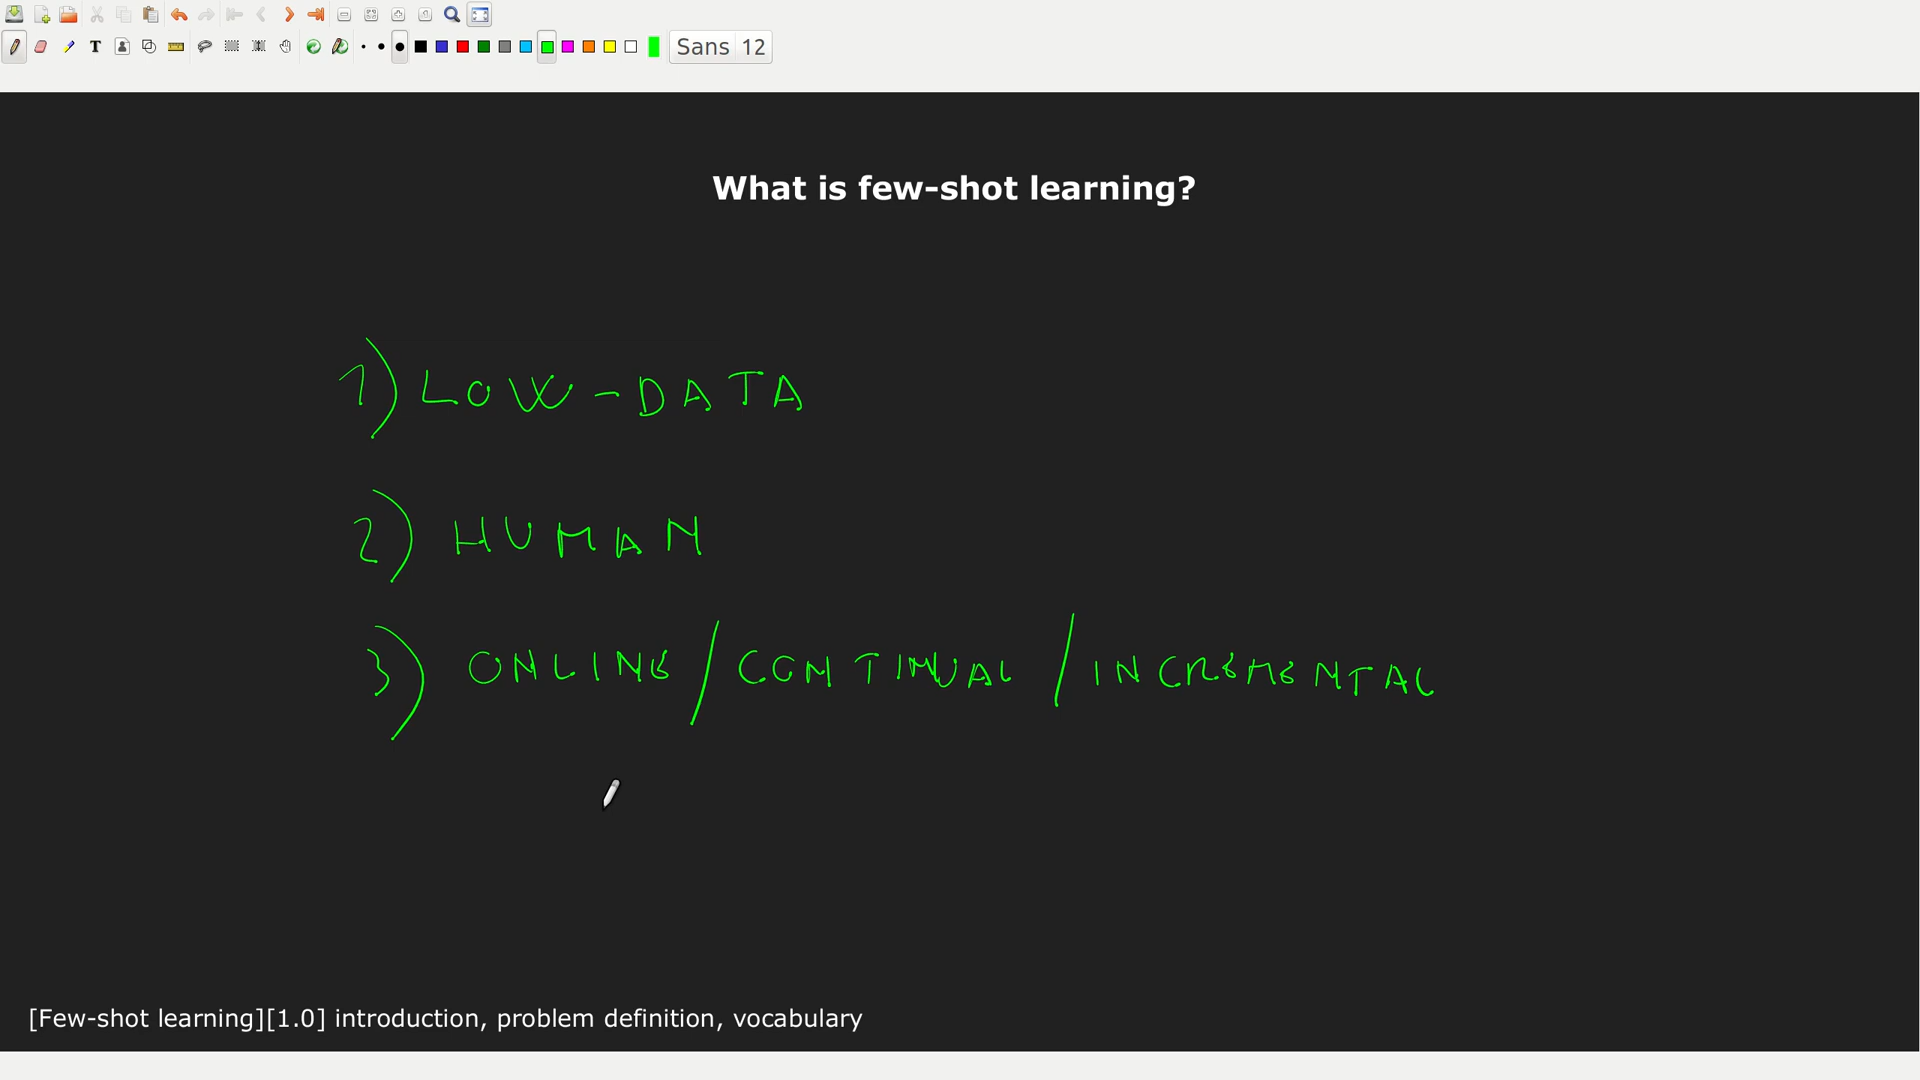 T Sans 12
What is few-shot learning?
1) LOW-DATA
2) HUMAN
3) ONLINE / CONTINUAL / INCREMENTAL
[Few-shot learning][1.0] introduction, problem definition, vocabulary